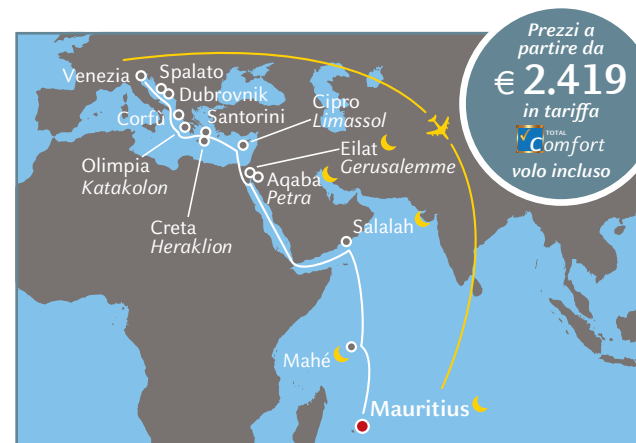 Prezzi a
partire da
€ 2.419
in tariffa
TOTAL
Comfort
volo incluso
Venezia
Spalato
Dubrovnik
Corfù
Santorini
Cipro
Limassol
Olimpia
Katakolon
Eilat
Gerusalemme
Aqaba
Petra
Creta
Heraklion
Salalah
Mahé
Mauritius